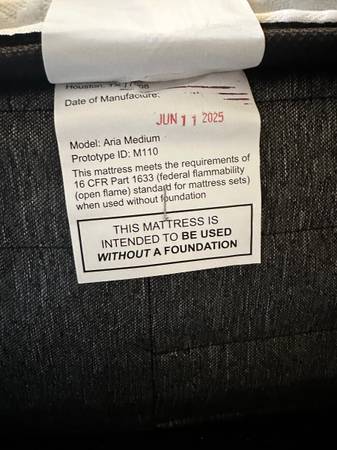 Houston, TX
Date of Manufacture:
JUN 11 2025
Model: Aria Medium
Prototype ID: M110
This mattress meets the requirements of
16 CFR Part 1633 (federal flammability
(open flame) standard for mattress sets)
when used without foundation
THIS MATTRESS IS
INTENDED TO BE USED
WITHOUT A FOUNDATION